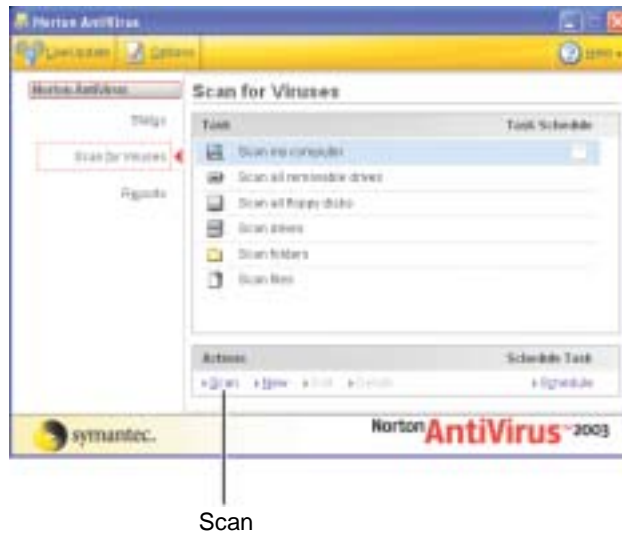 Norton AntiVirus
LiveUpdate Options Help
Norton AntiVirus
Status
Scan for Viruses
Reports
Scan for Viruses
Task Task Schedule
Scan my computer
Scan all removable drives
Scan all floppy disks
Scan drives
Scan folders
Scan files
Actions Schedule Task
Scan New Edit Delete Schedule
symantec.
Norton AntiVirus 2003
Scan